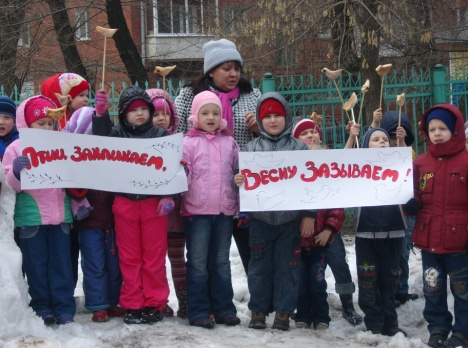 Птиц закликаем,
Весну зазываем!